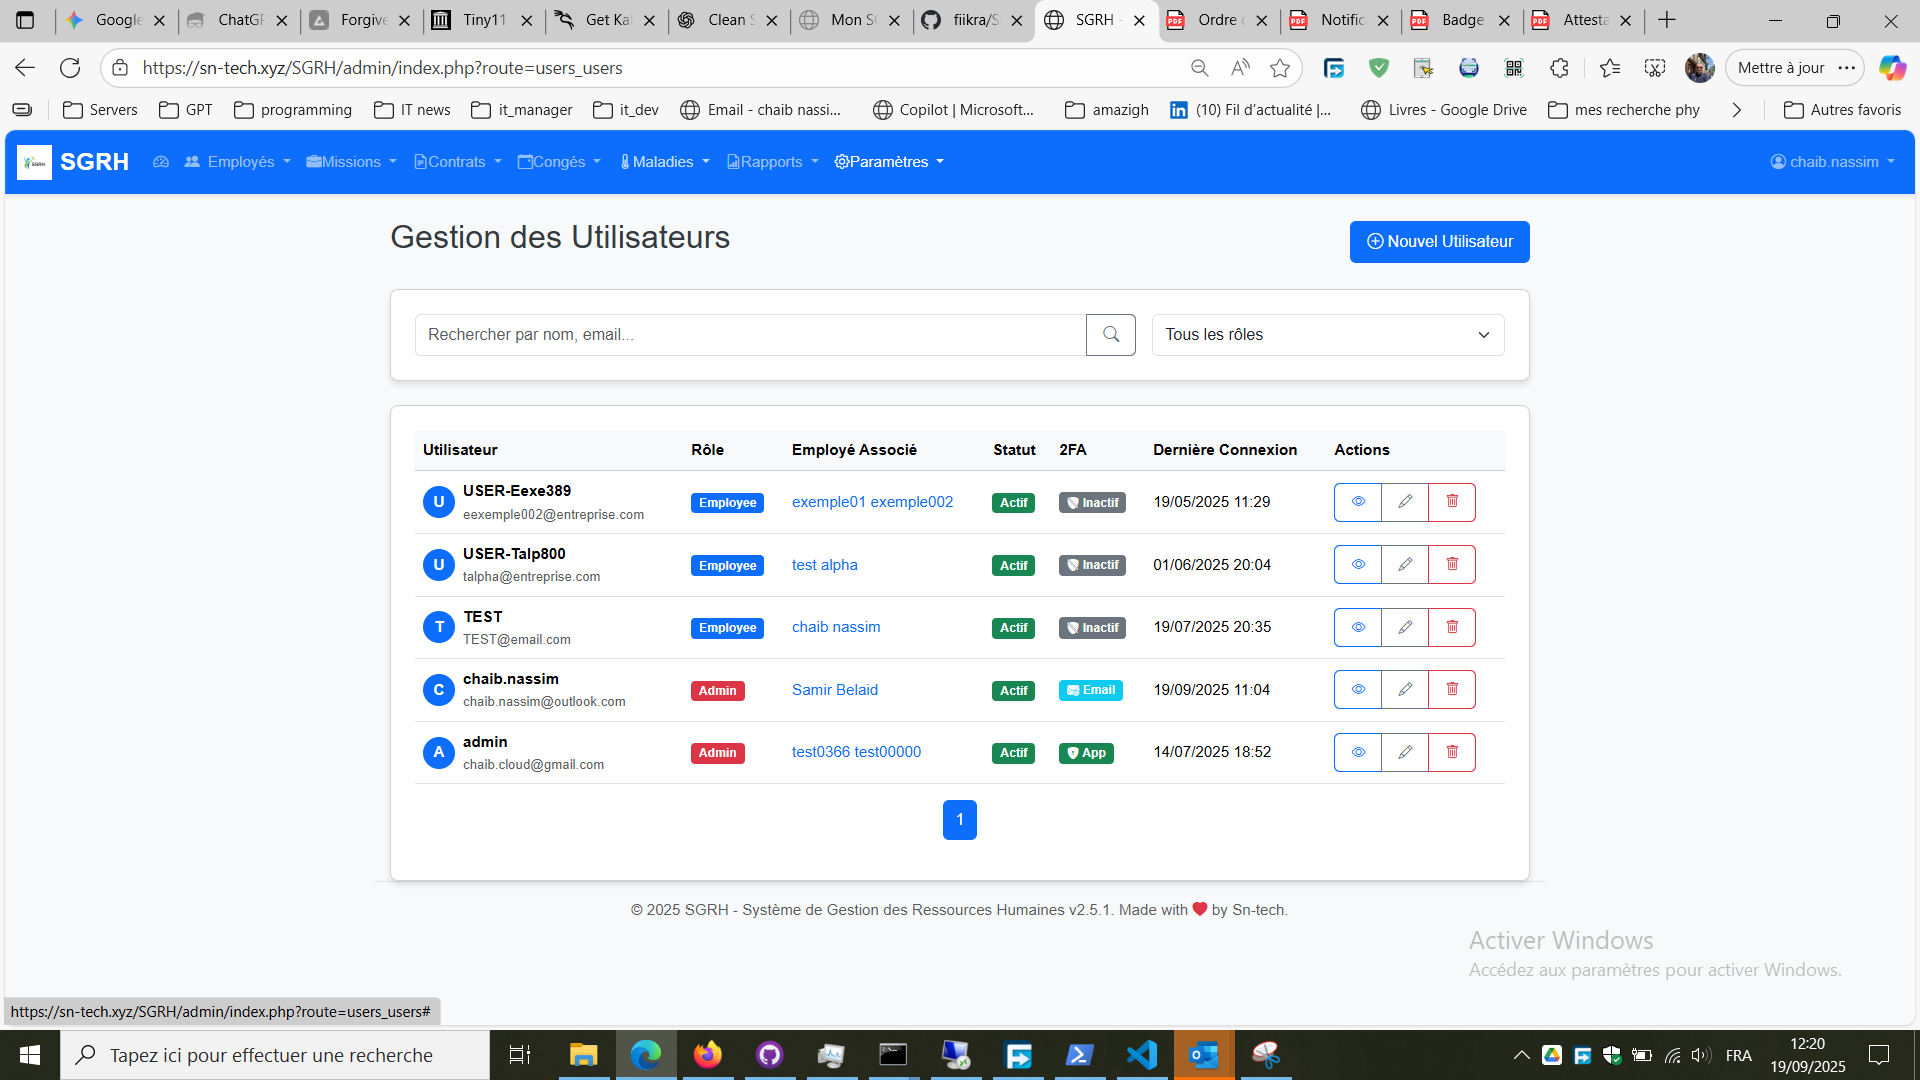 Google
ChatGF
Forgive
Tiny11
Get Ka
Clean S
Mon S
fiikra/S
SGRH -
Ordre
Notific
Badge
Attesta
https://sn-tech.xyz/SGRH/admin/index.php?route=users_users
Mettre à jour
Servers
GPT
programming
IT news
it_manager
it_dev
Email - chaib nassi...
Copilot | Microsoft...
amazigh
(10) Fil d'actualité |...
Livres - Google Drive
mes recherche phy
Autres favoris
SGRH
Employés
Missions
Contrats
Congés
Maladies
Rapports
Paramètres
chaib.nassim
Gestion des Utilisateurs
Nouvel Utilisateur
Rechercher par nom, email...
Tous les rôles
Utilisateur Rôle Employé Associé Statut 2FA Dernière Connexion Actions
U USER-Eexe389 Employee exemple01 exemple002 Actif Inactif 19/05/2025 11:29
eexemple002@entreprise.com
U USER-Talp800 Employee test alpha Actif Inactif 01/06/2025 20:04
talpha@entreprise.com
T TEST Employee chaib nassim Actif Inactif 19/07/2025 20:35
TEST@email.com
C chaib.nassim Admin Samir Belaid Actif Email 19/09/2025 11:04
chaib.nassim@outlook.com
A admin Admin test0366 test00000 Actif App 14/07/2025 18:52
chaib.cloud@gmail.com
1
© 2025 SGRH - Système de Gestion des Ressources Humaines v2.5.1. Made with ❤ by Sn-tech.
Activer Windows
Accédez aux paramètres pour activer Windows.
https://sn-tech.xyz/SGRH/admin/index.php?route=users_users#
Tapez ici pour effectuer une recherche
FRA
12:20
19/09/2025